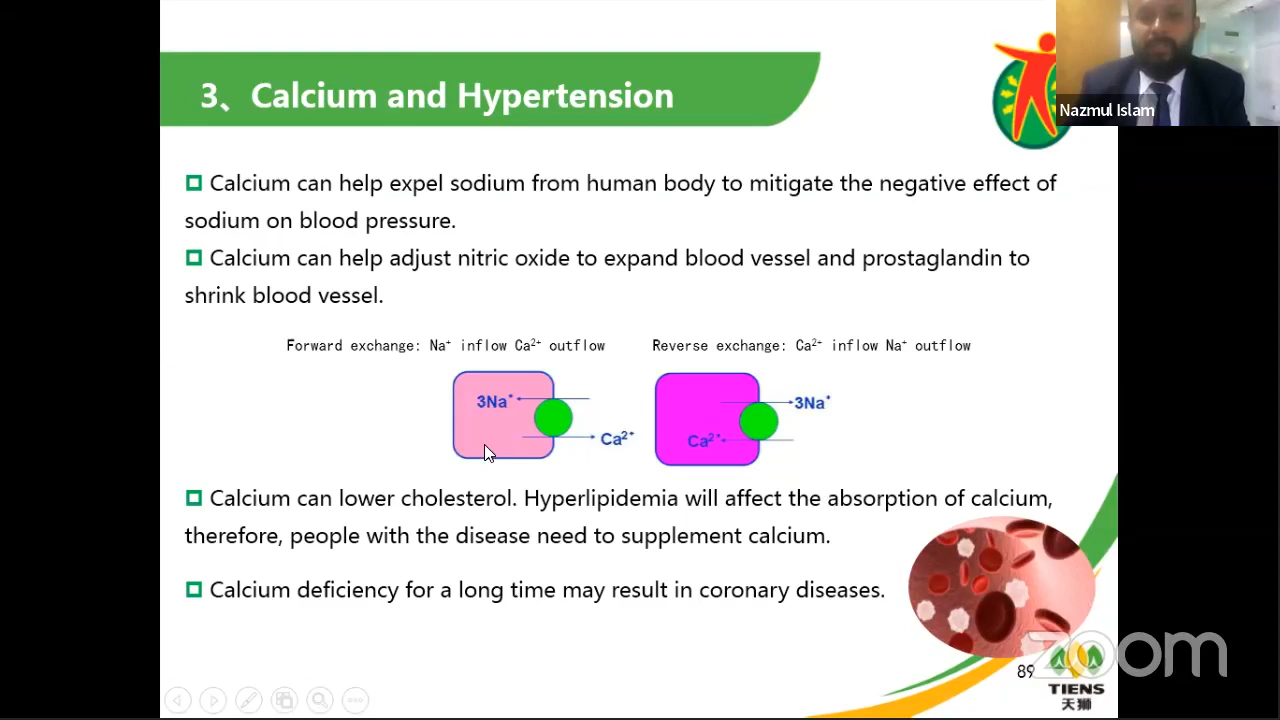 3、Calcium and Hypertension
Nazmul Islam
Calcium can help expel sodium from human body to mitigate the negative effect of
sodium on blood pressure.
Calcium can help adjust nitric oxide to expand blood vessel and prostaglandin to
shrink blood vessel.
Forward exchange: Na⁺ inflow Ca²⁺ outflow
Reverse exchange: Ca²⁺ inflow Na⁺ outflow
3Na⁺
Ca²⁺
3Na⁺
Ca²⁺
Calcium can lower cholesterol. Hyperlipidemia will affect the absorption of calcium,
therefore, people with the disease need to supplement calcium.
Calcium deficiency for a long time may result in coronary diseases.
zoom
89
TIENS
天狮